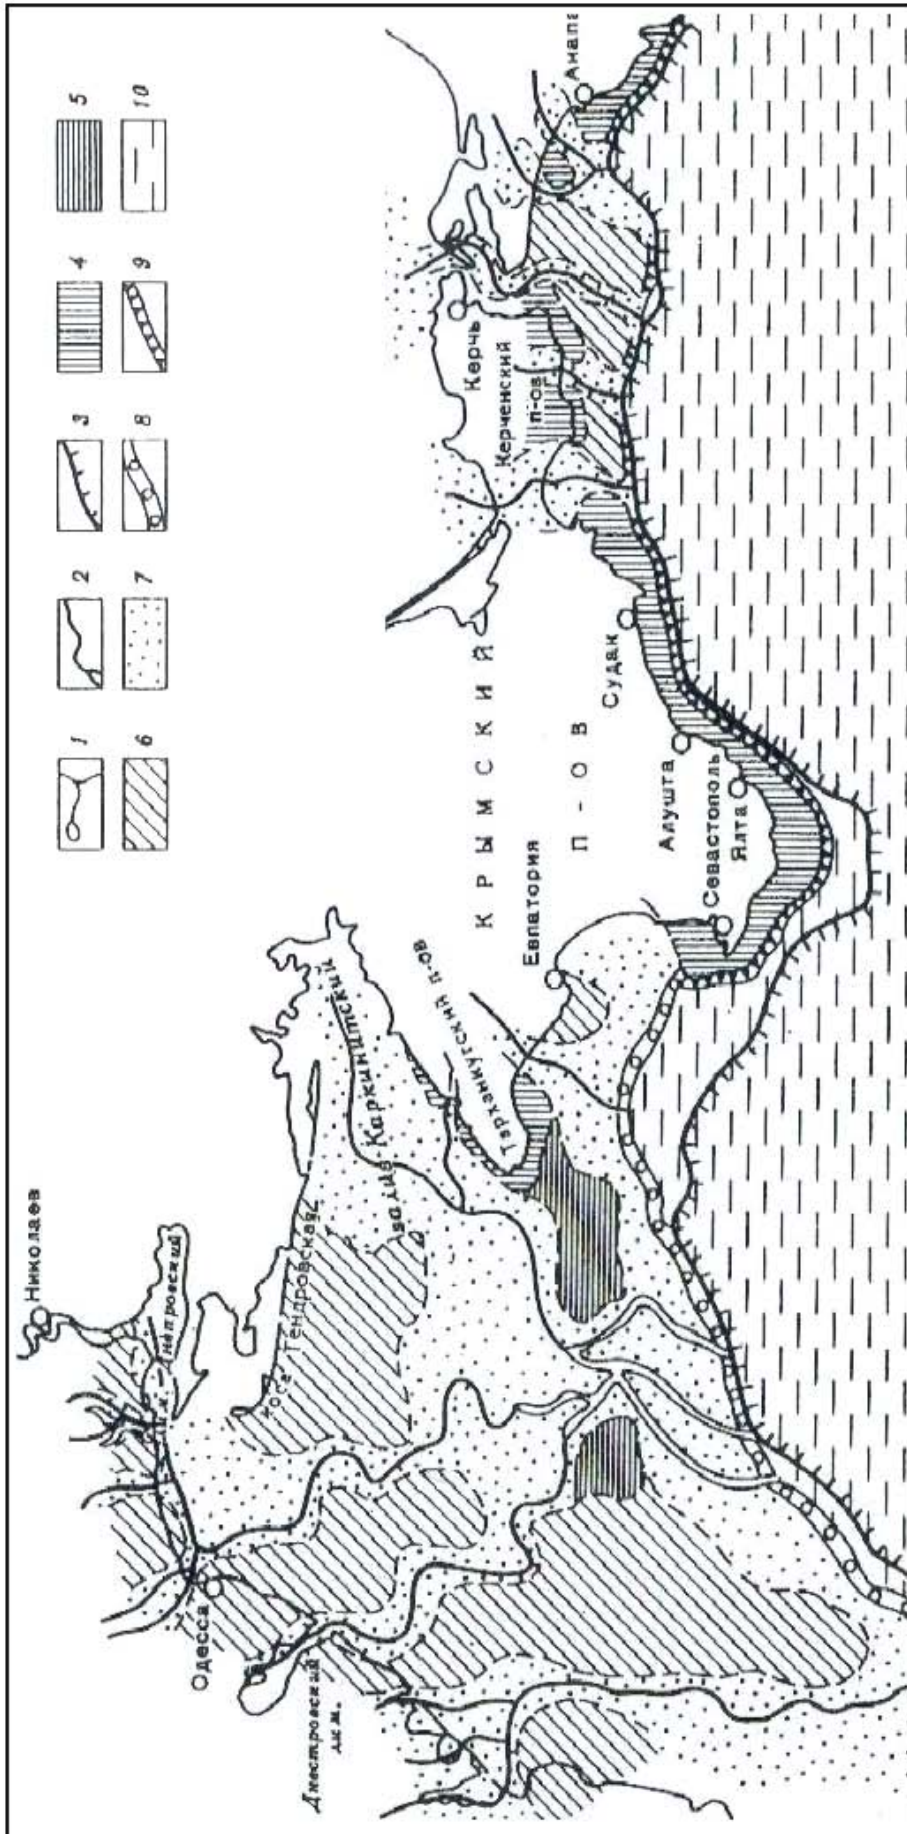 1
2
3
4
5
6
7
8
9
10
Николаев
Одесса
Днестровский
лим.
Днепровский
коса Тендровская
залив Каркинитский
Тарханкутский п-ов
Евпатория
КРЫМСКИЙ
П-ОВ
Севастополь
Ялта
Алушта
Судак
Керченский
п-ов
Керчь
Анапа